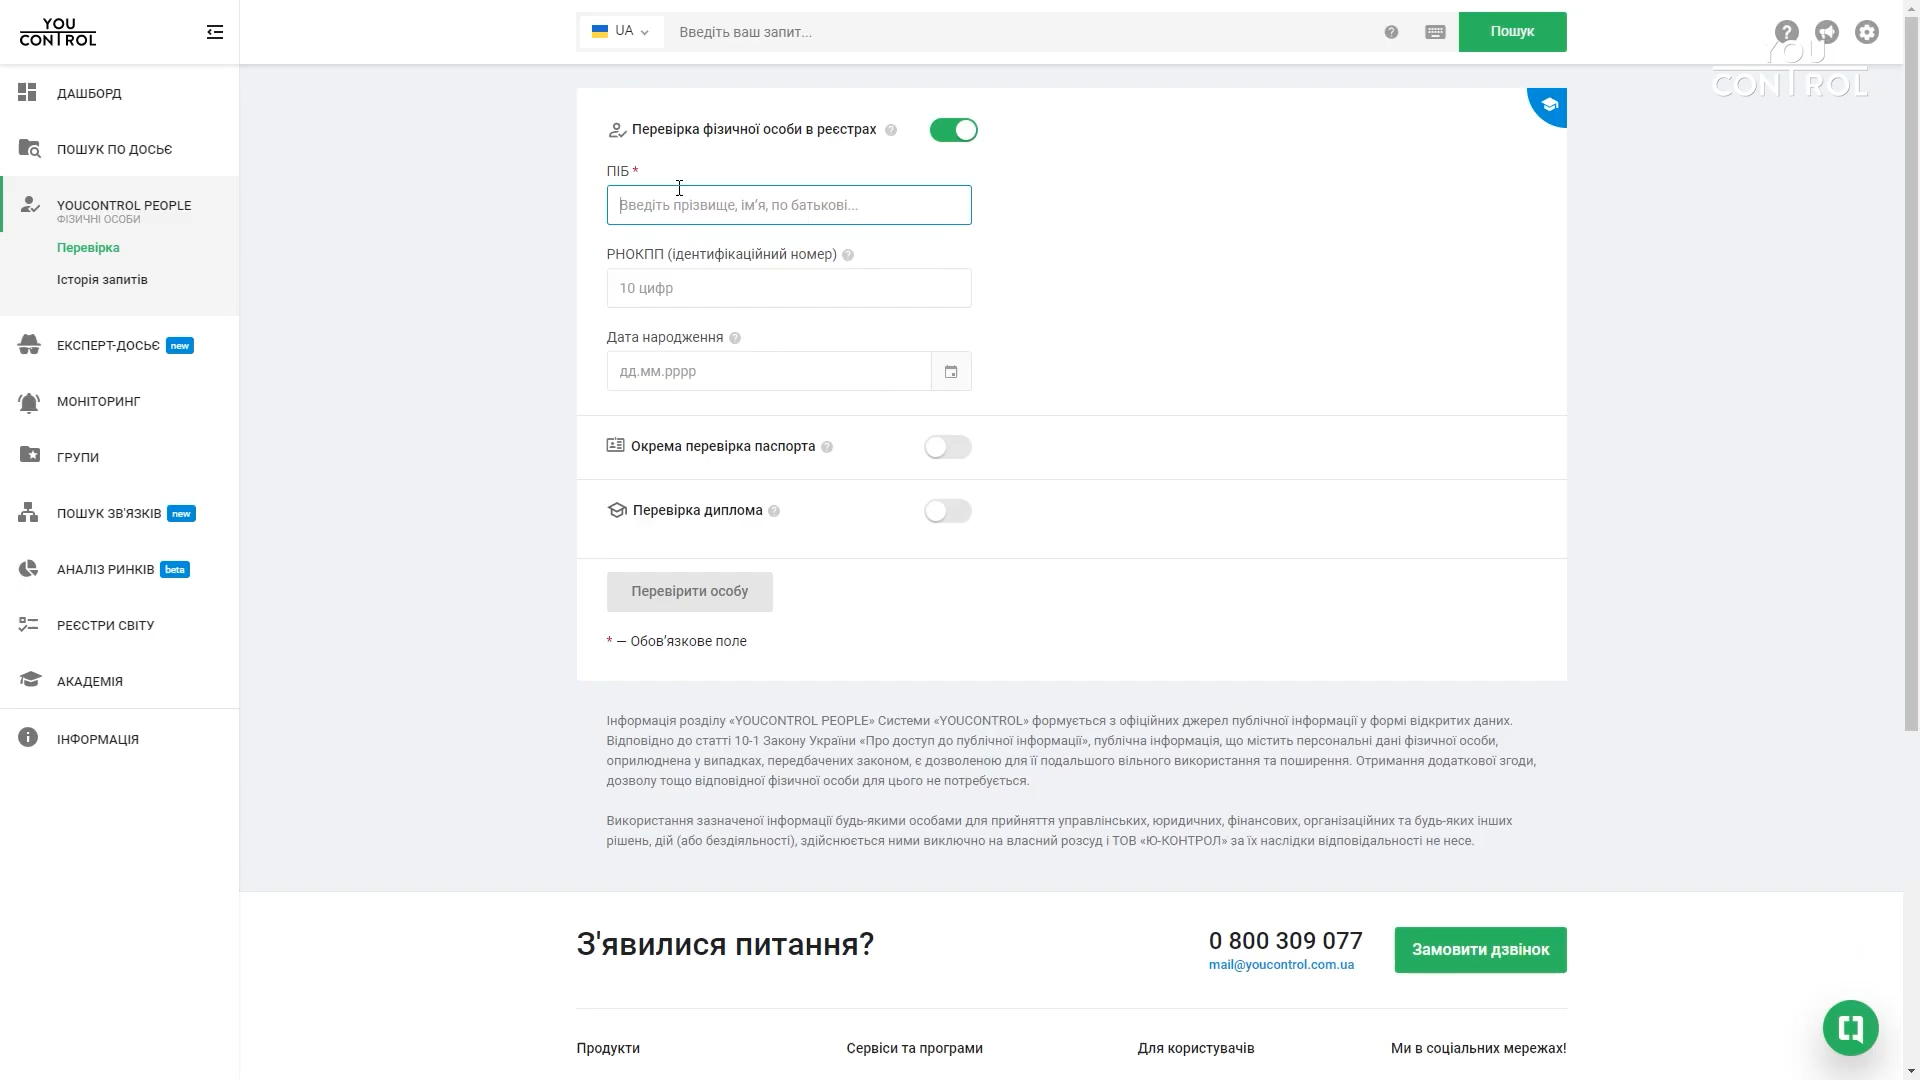 YOU
CONTROL
UA
Введіть ваш запит...
Пошук
YOU
CONTROL
ДАШБОРД
ПОШУК ПО ДОСЬЄ
YOUCONTROL PEOPLE
ФІЗИЧНІ ОСОБИ
Перевірка
Історія запитів
ЕКСПЕРТ-ДОСЬЄ new
МОНІТОРИНГ
ГРУПИ
ПОШУК ЗВ'ЯЗКІВ new
АНАЛІЗ РИНКІВ beta
РЕЄСТРИ СВІТУ
АКАДЕМІЯ
ІНФОРМАЦІЯ
Перевірка фізичної особи в реєстрах
ПІБ *
Введіть прізвище, ім’я, по батькові...
РНОКПП (ідентифікаційний номер)
10 цифр
Дата народження
дд.мм.рррр
Окрема перевірка паспорта
Перевірка диплома
Перевірити особу
* — Обов’язкове поле
Інформація розділу «YOUCONTROL PEOPLE» Системи «YOUCONTROL» формується з офіційних джерел публічної інформації у формі відкритих даних.
Відповідно до статті 10-1 Закону України «Про доступ до публічної інформації», публічна інформація, що містить персональні дані фізичної особи,
оприлюднена у випадках, передбачених законом, є дозволеною для її подальшого вільного використання та поширення. Отримання додаткової згоди,
дозволу тощо відповідної фізичної особи для цього не потребується.
Використання зазначеної інформації будь-якими особами для прийняття управлінських, юридичних, фінансових, організаційних та будь-яких інших
рішень, дій (або бездіяльності), здійснюється ними виключно на власний розсуд і ТОВ «Ю-КОНТРОЛ» за їх наслідки відповідальності не несе.
З'явилися питання?
0 800 309 077
mail@youcontrol.com.ua
Замовити дзвінок
Продукти
Сервіси та програми
Для користувачів
Ми в соціальних мережах!